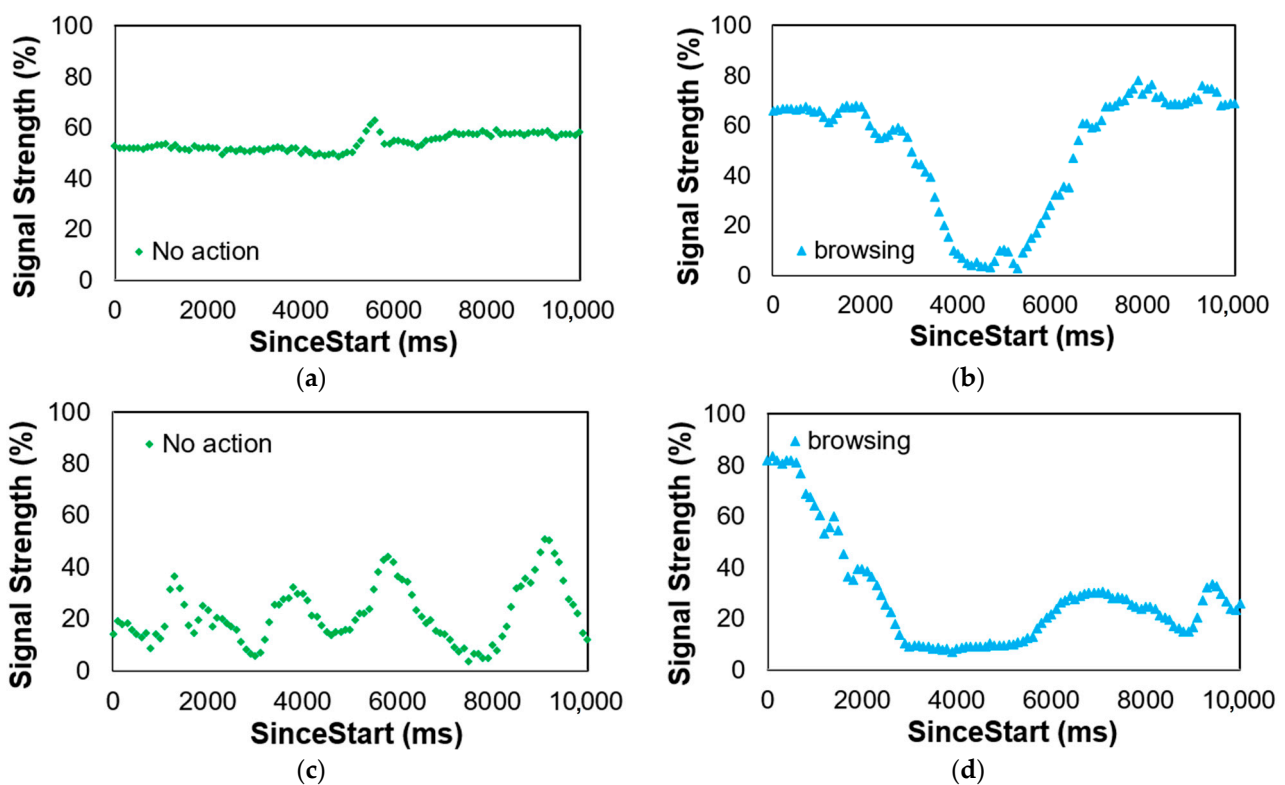 Signal Strength (%)
100
80
60
40
20
0
No action
0 2000 4000 6000 8000 10,000
SinceStart (ms)
(a)
Signal Strength (%)
100
80
60
40
20
0
browsing
0 2000 4000 6000 8000 10,000
SinceStart (ms)
(b)
Signal Strength (%)
100
80
60
40
20
0
No action
0 2000 4000 6000 8000 10,000
SinceStart (ms)
(c)
Signal Strength (%)
100
80
60
40
20
0
browsing
0 2000 4000 6000 8000 10,000
SinceStart (ms)
(d)